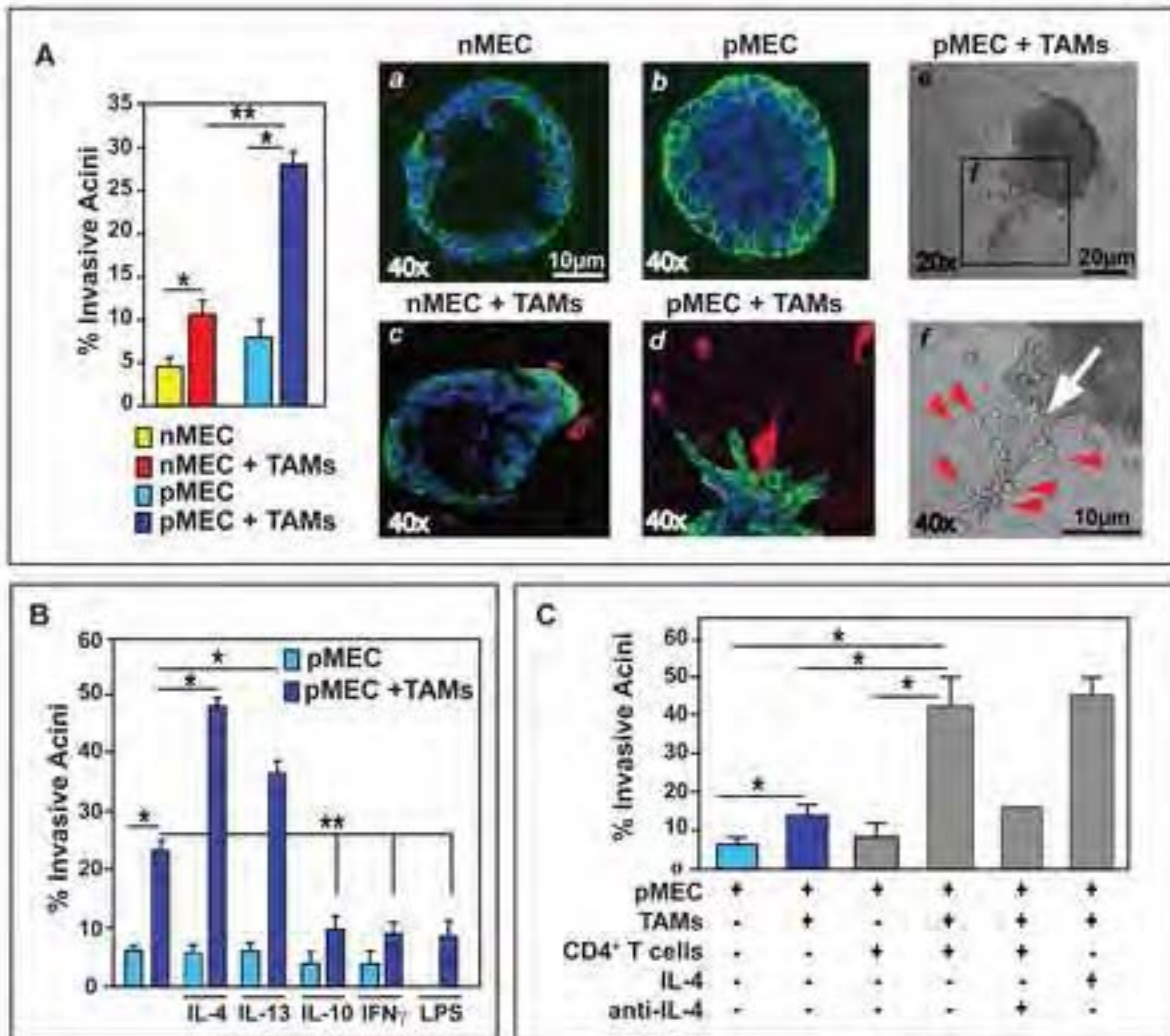 A
% Invasive Acini
35
30
25
20
15
10
5
0
**
*
*
nMEC
nMEC + TAMs
pMEC
pMEC + TAMs
nMEC
a
40x
10µm
pMEC
b
40x
pMEC + TAMs
e
f
20x
20µm
nMEC + TAMs
c
40x
pMEC + TAMs
d
40x
f
40x
10µm
B
% Invasive Acini
60
50
40
30
20
10
0
pMEC
pMEC +TAMs
*
*
*
**
IL-4 IL-13 IL-10 IFNγ LPS
C
% Invasive Acini
60
50
40
30
20
10
0
*
*
*
*
pMEC + + + + + +
TAMs - + - + + +
CD4⁺ T cells - - + + + -
IL-4 - - - - - +
anti-IL-4 - - - - + -